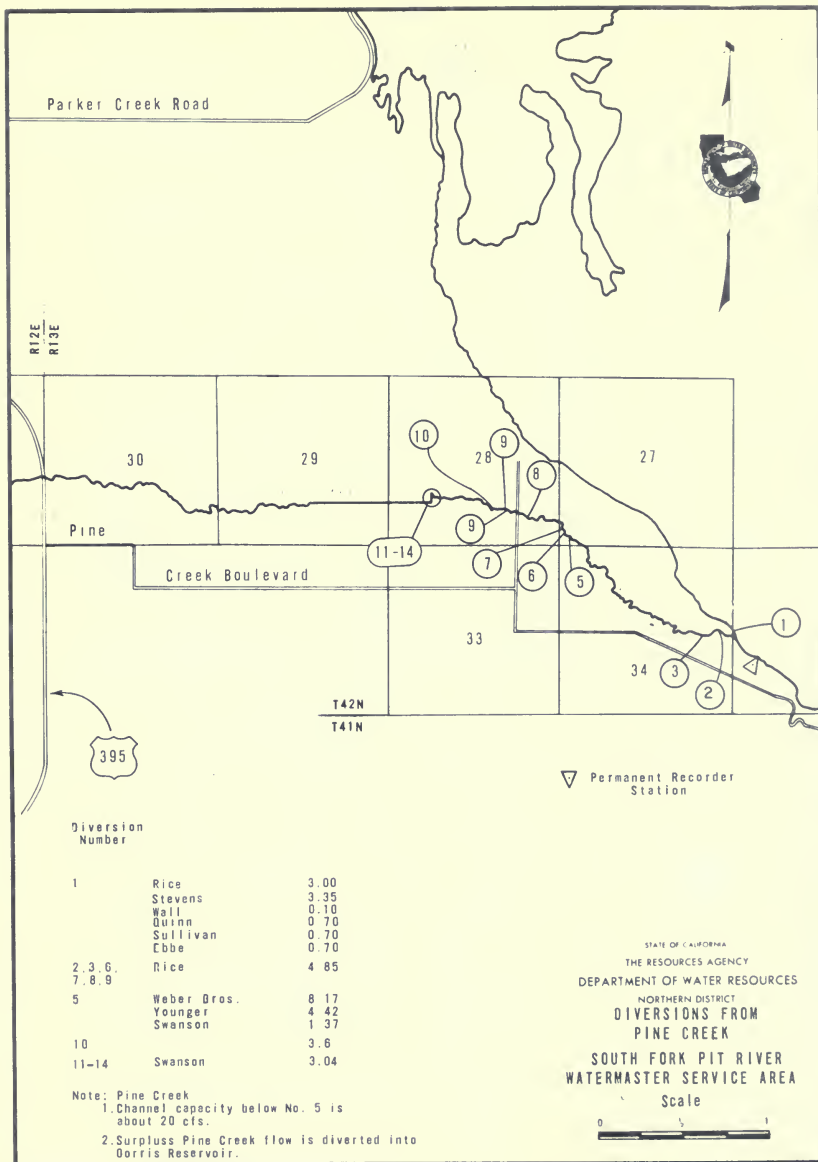 Parker Creek Road
R12E
R13E
30
29
28
27
10
9
8
Pine
11-14
9
7
6
5
Creek Boulevard
33
34
3
2
1
T42N
T41N
395
Permanent Recorder
Station
Diversion
Number
1 Rice 3.00
Stevens 3.35
Wall 0.10
Quinn 0 70
Sullivan 0.70
Ebbe 0.70
2,3,6, Rice 4 85
7,8,9
5 Weber Bros. 8 17
Younger 4 42
Swanson 1 37
10 3.6
11-14 Swanson 3.04
Note: Pine Creek
1.Channel capacity below No. 5 is
about 20 cfs.
2.Surpluss Pine Creek flow is diverted into
Dorris Reservoir.
STATE OF CALIFORNIA
THE RESOURCES AGENCY
DEPARTMENT OF WATER RESOURCES
NORTHERN DISTRICT
DIVERSIONS FROM
PINE CREEK
SOUTH FORK PIT RIVER
WATERMASTER SERVICE AREA
Scale
0 ½ 1